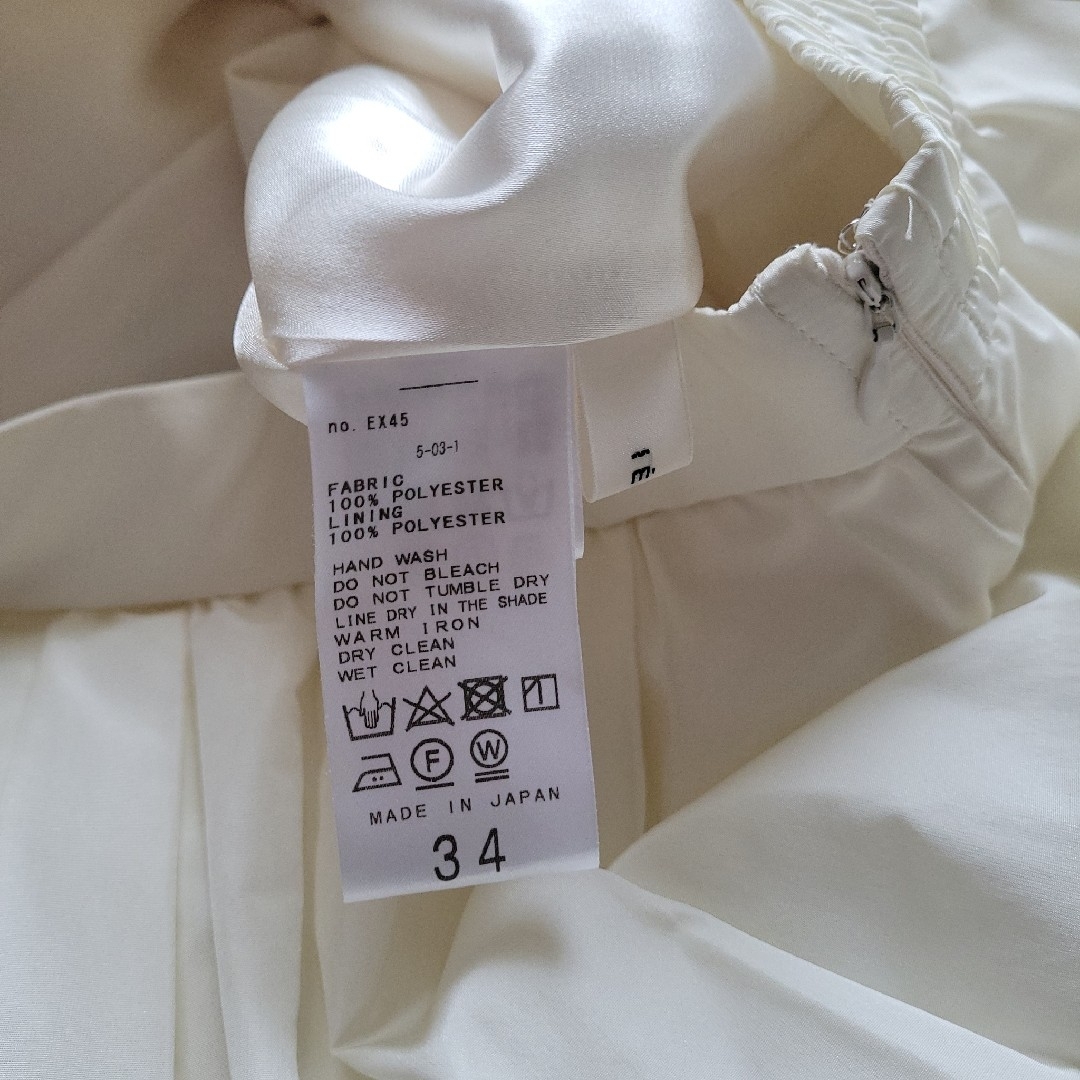 no. EX45
5-03-1
FABRIC
100% POLYESTER
LINING
100% POLYESTER
HAND WASH
DO NOT BLEACH
DO NOT TUMBLE DRY
LINE DRY IN THE SHADE
WARM IRON
DRY CLEAN
WET CLEAN
F W
MADE IN JAPAN
34